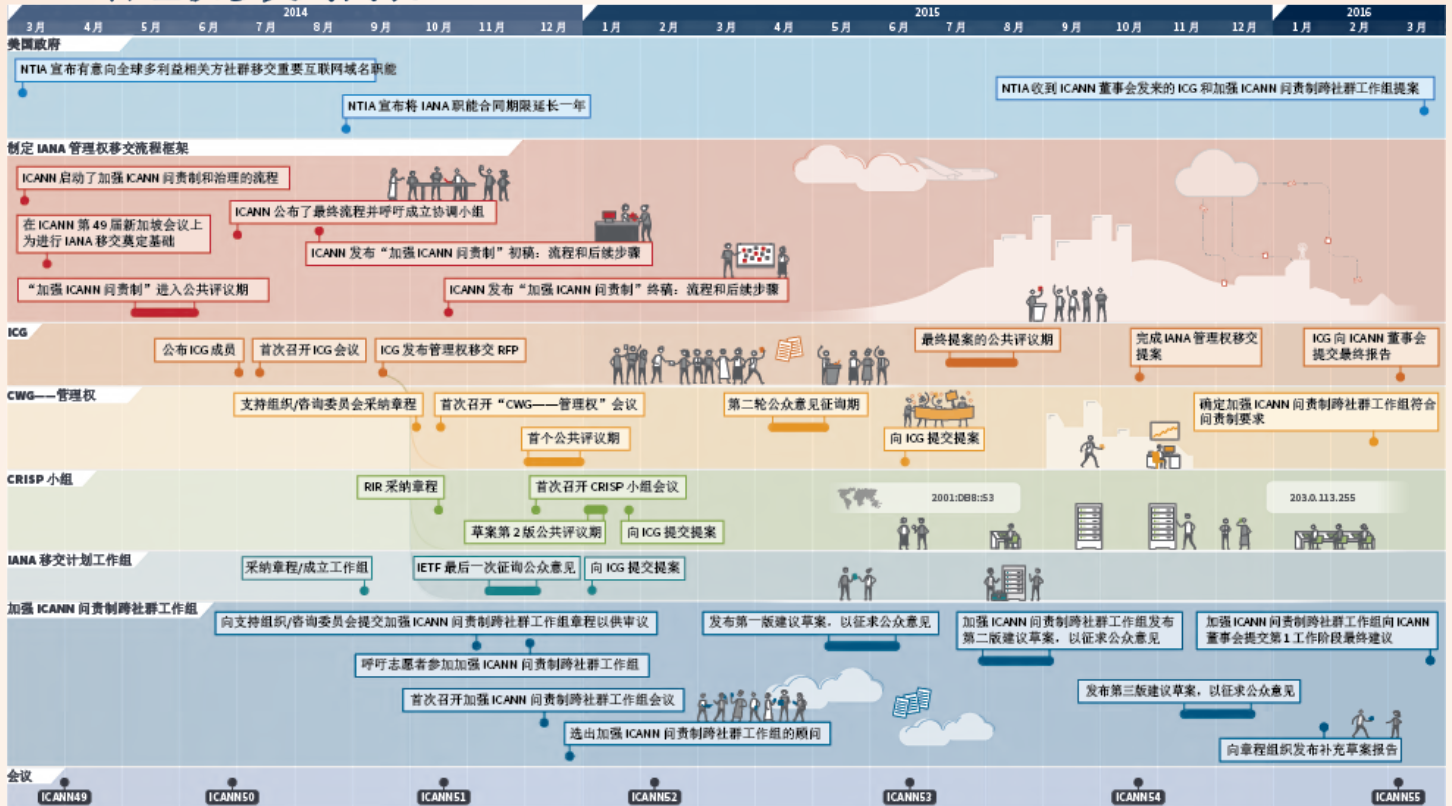 2014
2015
2016
3月 4月 5月 6月 7月 8月 9月 10月 11月 12月 1月 2月 3月 4月 5月 6月 7月 8月 9月 10月 11月 12月 1月 2月 3月
美国政府
NTIA 宣布有意向全球多利益相关方社群移交重要互联网域名职能
NTIA 宣布将 IANA 职能合同期限延长一年
NTIA 收到 ICANN 董事会发来的 ICG 和加强 ICANN 问责制跨社群工作组提案
制定 IANA 管理权移交流程框架
ICANN 启动了加强 ICANN 问责制和治理的流程
在 ICANN 第 49 届新加坡会议上
为进行 IANA 移交奠定基础
“加强 ICANN 问责制”进入公共评议期
ICANN 公布了最终流程并呼吁成立协调小组
ICANN 发布“加强 ICANN 问责制”初稿：流程和后续步骤
ICANN 发布“加强 ICANN 问责制”终稿：流程和后续步骤
ICG
公布 ICG 成员
首次召开 ICG 会议
ICG 发布管理权移交 RFP
最终提案的公共评议期
完成 IANA 管理权移交
提案
ICG 向 ICANN 董事会
提交最终报告
CWG——管理权
支持组织/咨询委员会采纳章程
首次召开“CWG——管理权”会议
首个公共评议期
第二轮公众意见征询期
向 ICG 提交提案
确定加强 ICANN 问责制跨社群工作组符合
问责制要求
CRISP 小组
RIR 采纳章程
首次召开 CRISP 小组会议
草案第 2 版公共评议期
向 ICG 提交提案
2001:DB8::53
203.0.113.255
IANA 移交计划工作组
采纳章程/成立工作组
IETF 最后一次征询公众意见
向 ICG 提交提案
加强 ICANN 问责制跨社群工作组
向支持组织/咨询委员会提交加强 ICANN 问责制跨社群工作组章程以供审议
呼吁志愿者参加加强 ICANN 问责制跨社群工作组
首次召开加强 ICANN 问责制跨社群工作组会议
选出加强 ICANN 问责制跨社群工作组的顾问
发布第一版建议草案，以征求公众意见
加强 ICANN 问责制跨社群工作组发布
第二版建议草案，以征求公众意见
发布第三版建议草案，以征求公众意见
加强 ICANN 问责制跨社群工作组向 ICANN
董事会提交第 1 工作阶段最终建议
向章程组织发布补充草案报告
会议
ICANN49
ICANN50
ICANN51
ICANN52
ICANN53
ICANN54
ICANN55